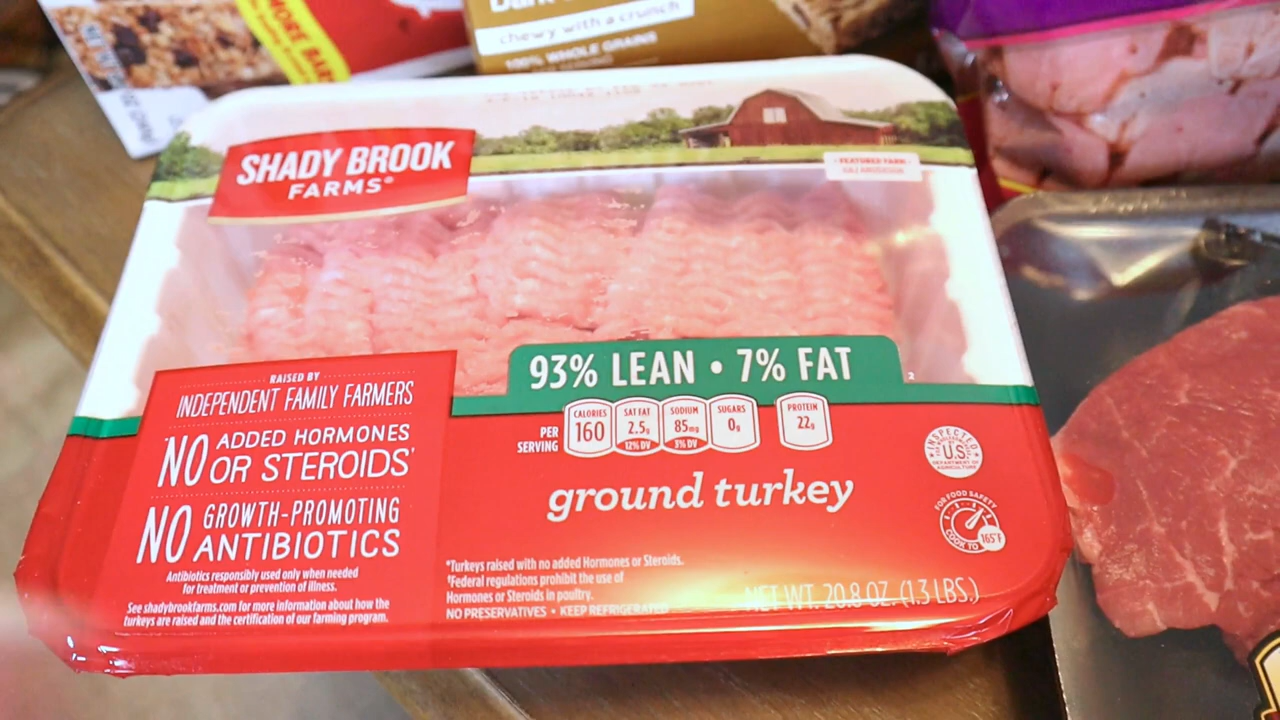 MORE BARS
chewy with a crunch
100% WHOLE GRAINS
SHADY BROOK
FARMS®
FEATURED FARM
93% LEAN • 7% FAT
2
PER
SERVING
CALORIES
160
SAT FAT
2.5g
12% DV
SODIUM
85mg
3% DV
SUGARS
0g
PROTEIN
22g
ground turkey
RAISED BY
INDEPENDENT FAMILY FARMERS
*NO ADDED HORMONES
OR STEROIDS†
NO GROWTH-PROMOTING
ANTIBIOTICS
Antibiotics responsibly used only when needed
for treatment or prevention of illness.
See shadybrookfarms.com for more information about how the
turkeys are raised and the certification of our farming program.
*Turkeys raised with no added Hormones or Steroids.
†Federal regulations prohibit the use of
Hormones or Steroids in poultry.
NO PRESERVATIVES • KEEP REFRIGERATED
NET WT. 20.8 OZ. (1.3 LBS.)
INSPECTED
U.S.
DEPARTMENT OF
AGRICULTURE
FOR FOOD SAFETY
COOK TO 165°F